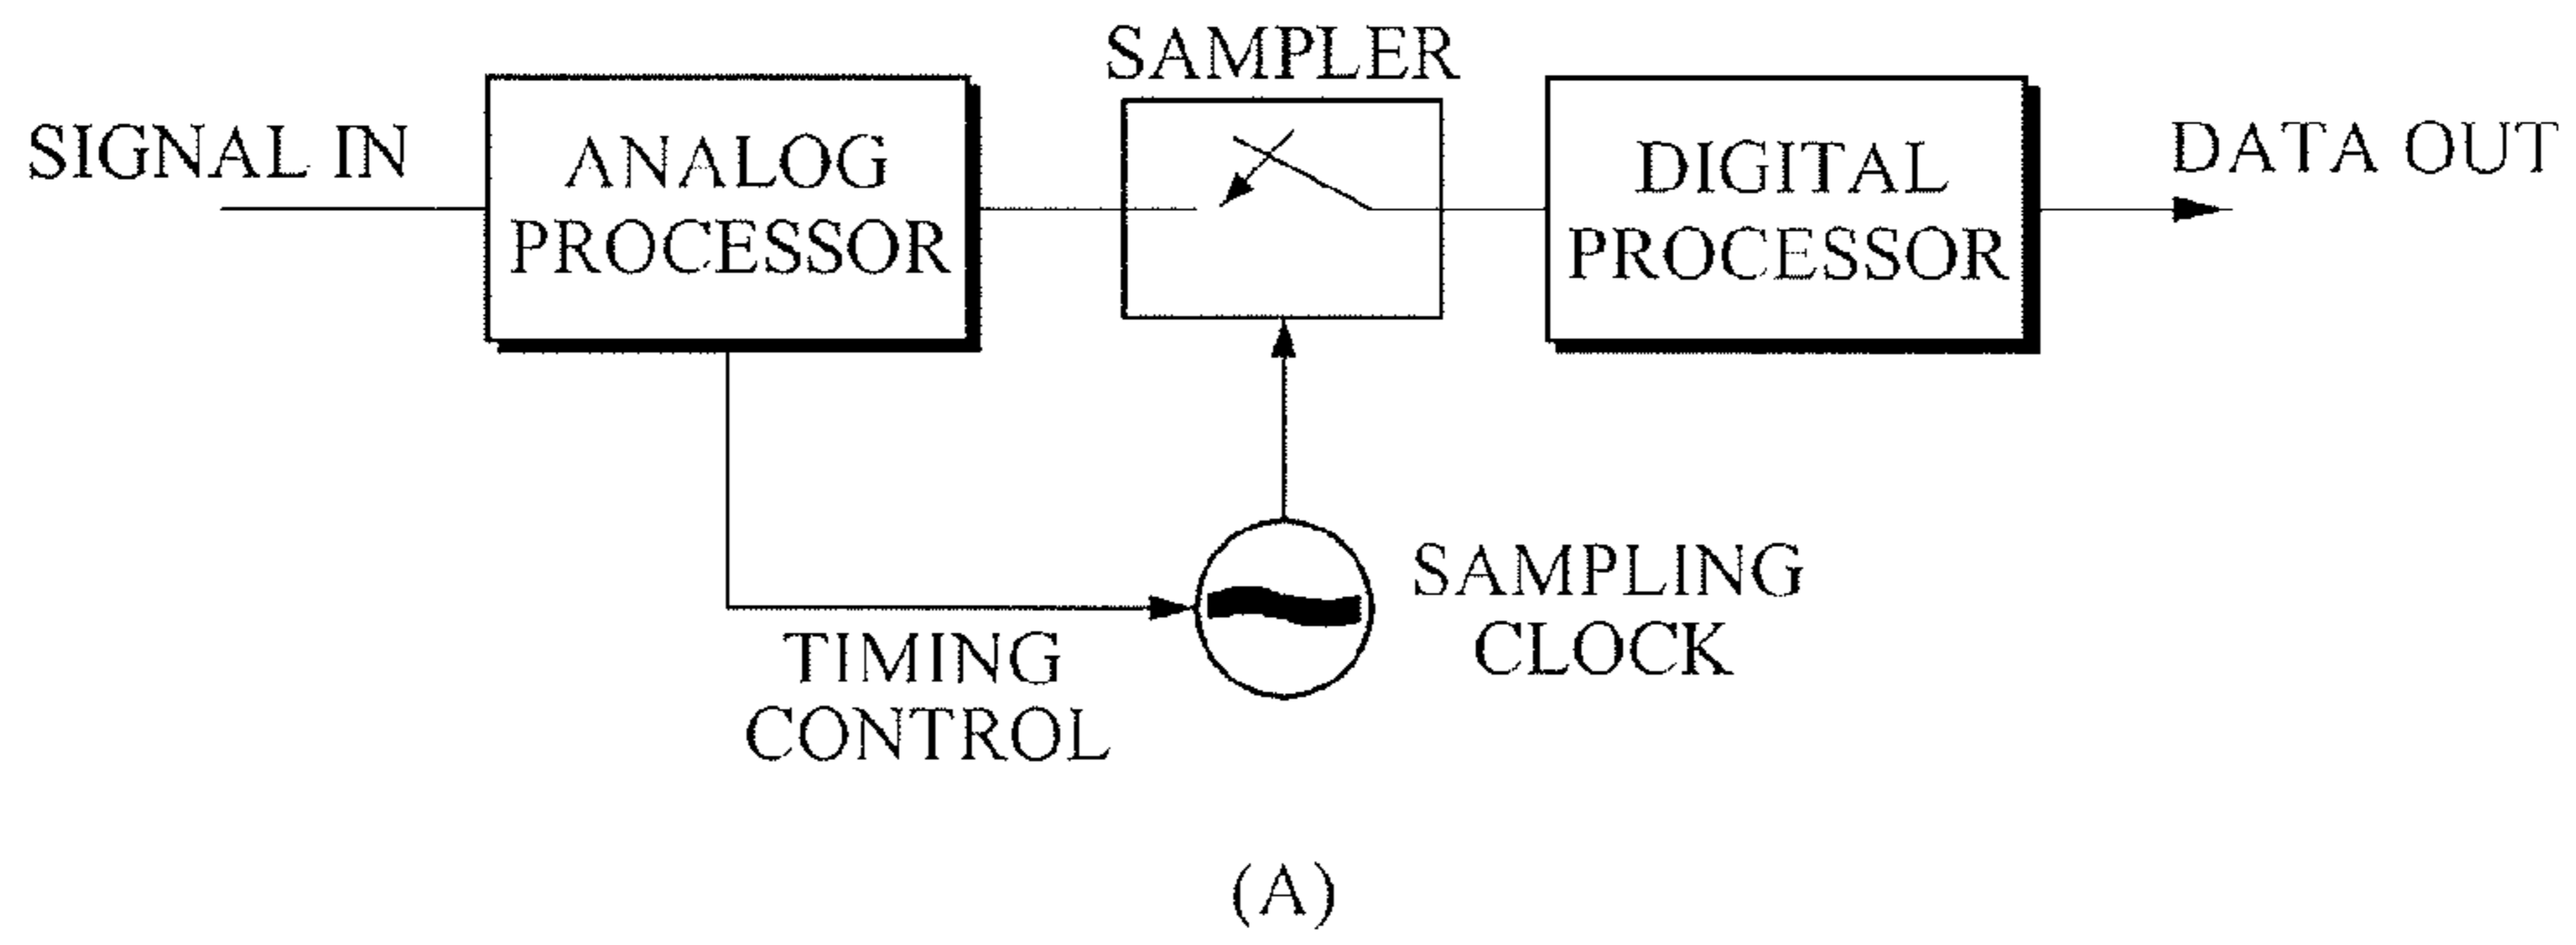 SAMPLER
SIGNAL IN
ANALOG
PROCESSOR
DIGITAL
PROCESSOR
DATA OUT
TIMING
CONTROL
SAMPLING
CLOCK
(A)